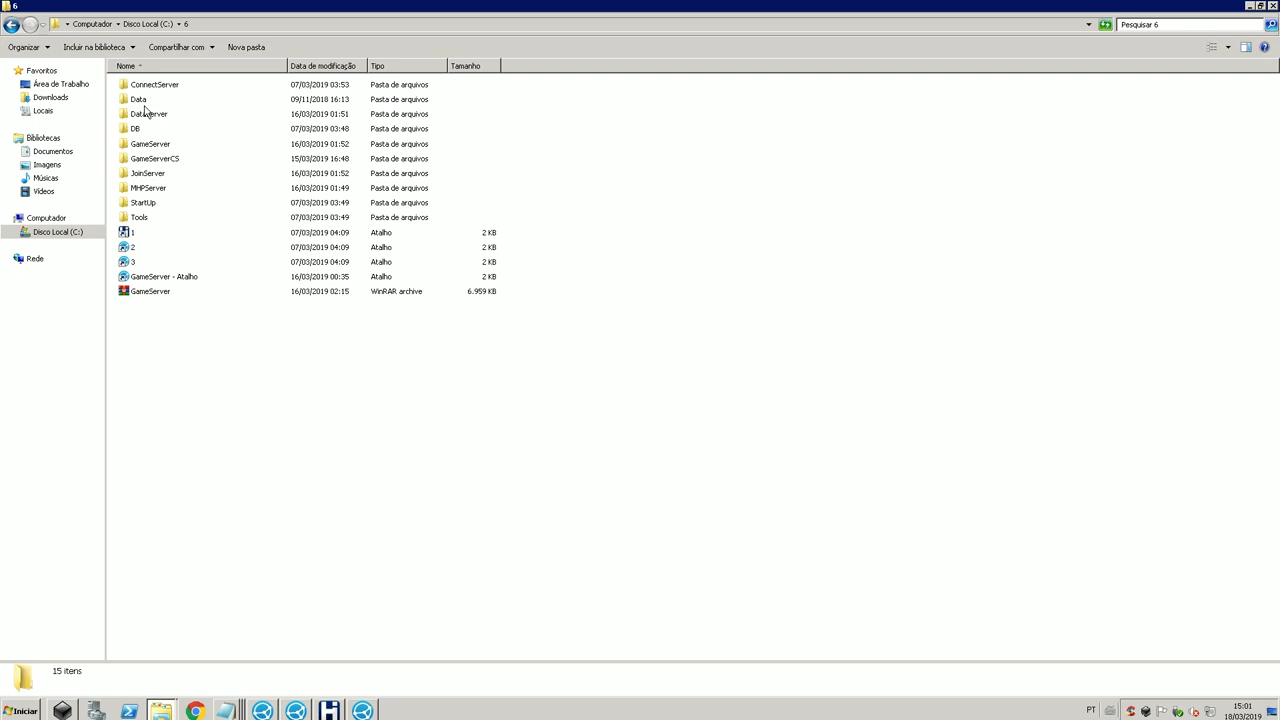 6
Computador
Disco Local (C:)
6
Pesquisar 6
Organizar
Incluir na biblioteca
Compartilhar com
Nova pasta
Nome
Data de modificação
Tipo
Tamanho
Favoritos
Área de Trabalho
Downloads
Locais
Bibliotecas
Documentos
Imagens
Músicas
Vídeos
Computador
Disco Local (C:)
Rede
ConnectServer 07/03/2019 03:53 Pasta de arquivos
Data 09/11/2018 16:13 Pasta de arquivos
DataServer 16/03/2019 01:51 Pasta de arquivos
DB 07/03/2019 03:48 Pasta de arquivos
GameServer 16/03/2019 01:52 Pasta de arquivos
GameServerCS 15/03/2019 16:48 Pasta de arquivos
JoinServer 16/03/2019 01:52 Pasta de arquivos
MHPServer 16/03/2019 01:49 Pasta de arquivos
StartUp 07/03/2019 03:49 Pasta de arquivos
Tools 07/03/2019 03:49 Pasta de arquivos
1 07/03/2019 04:09 Atalho 2 KB
2 07/03/2019 04:09 Atalho 2 KB
3 07/03/2019 04:09 Atalho 2 KB
GameServer - Atalho 16/03/2019 00:35 Atalho 2 KB
GameServer 16/03/2019 02:15 WinRAR archive 6.959 KB
15 itens
Iniciar
PT
15:01
18/03/2019